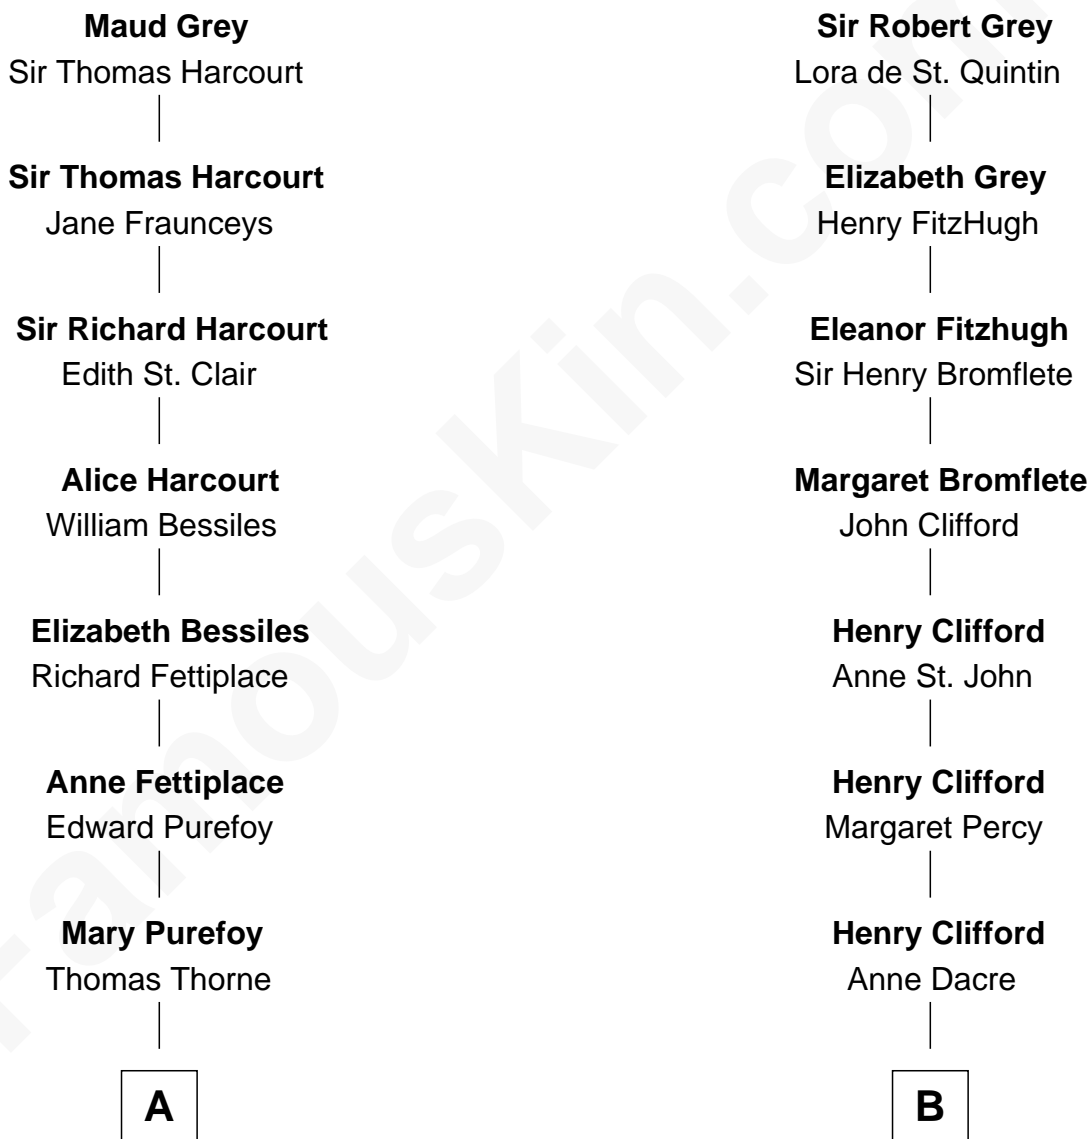 Maud Grey
Sir Thomas Harcourt
Sir Thomas Harcourt
Jane Fraunceys
Sir Richard Harcourt
Edith St. Clair
Alice Harcourt
William Bessiles
Elizabeth Bessiles
Richard Fettiplace
Anne Fettiplace
Edward Purefoy
Mary Purefoy
Thomas Thorne
A
Sir Robert Grey
Lora de St. Quintin
Elizabeth Grey
Henry FitzHugh
Eleanor Fitzhugh
Sir Henry Bromflete
Margaret Bromflete
John Clifford
Henry Clifford
Anne St. John
Henry Clifford
Margaret Percy
Henry Clifford
Anne Dacre
B
FamousKin.com